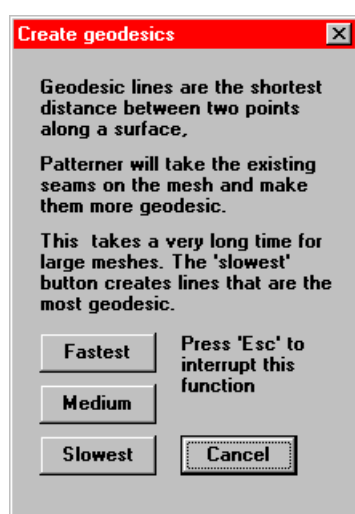 Create geodesics
Geodesic lines are the shortest
distance between two points
along a surface,
Patterner will take the existing
seams on the mesh and make
them more geodesic.
This takes a very long time for
large meshes. The 'slowest'
button creates lines that are the
most geodesic.
Fastest
Medium
Slowest
Press 'Esc' to
interrupt this
function
Cancel